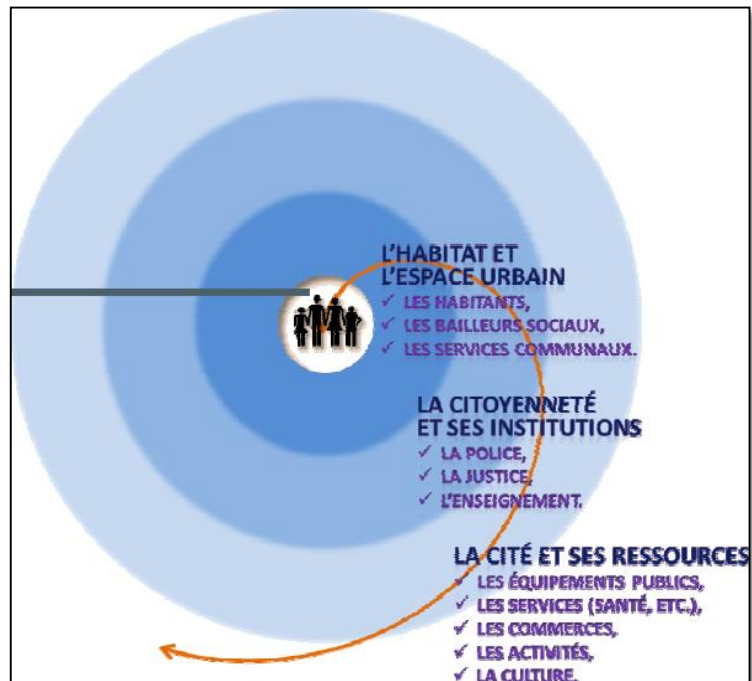 L'HABITAT ET
L'ESPACE URBAIN
✓ LES HABITANTS,
✓ LES BAILLEURS SOCIAUX,
✓ LES SERVICES COMMUNAUX.
LA CITOYENNETÉ
ET SES INSTITUTIONS
✓ LA POLICE,
✓ LA JUSTICE,
✓ L'ENSEIGNEMENT.
LA CITÉ ET SES RESSOURCES
✓ LES ÉQUIPEMENTS PUBLICS,
✓ LES SERVICES (SANTÉ, ETC.),
✓ LES COMMERCES,
✓ LES ACTIVITÉS,
✓ LA CULTURE.